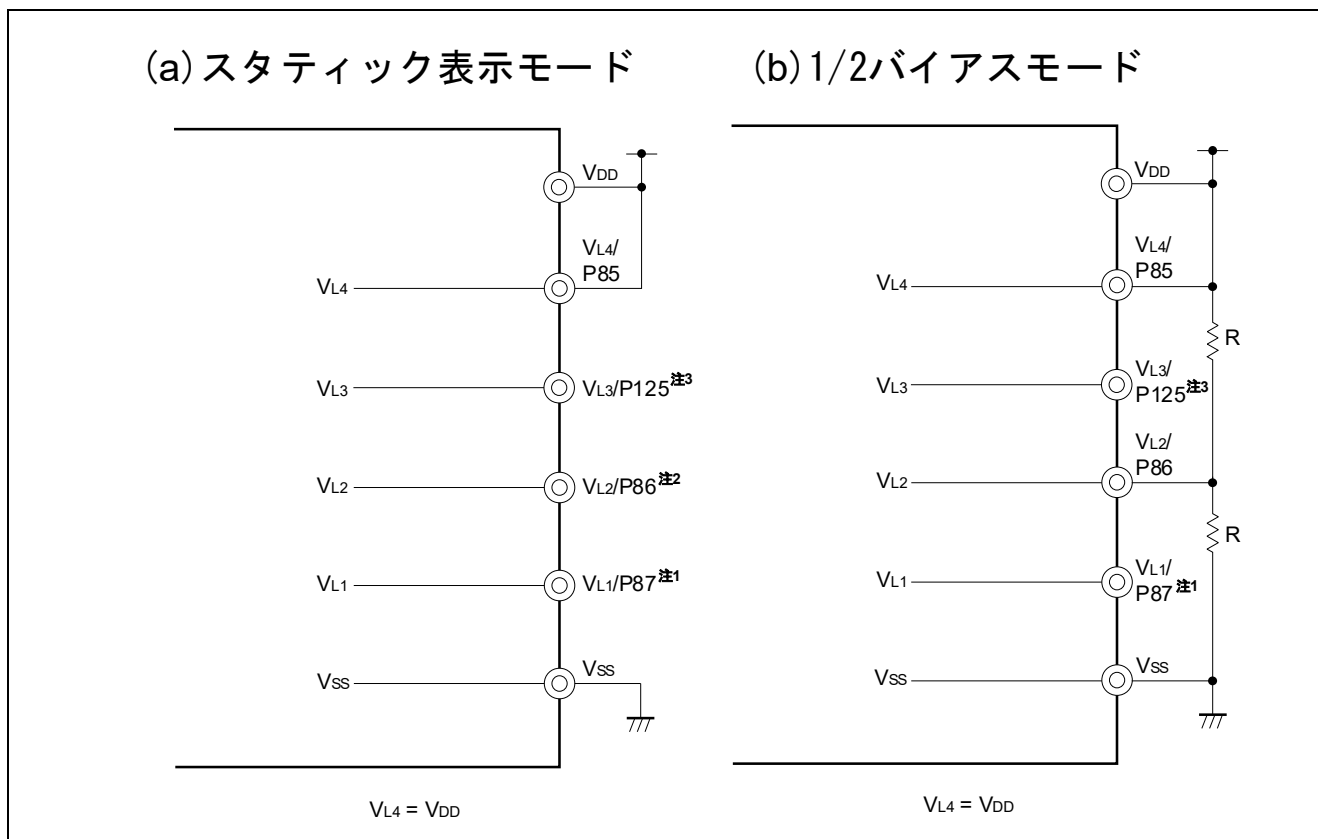 (a)スタティック表示モード
VDD
VL4/
P85
VL4
VL3
VL3/P125注3
VL2
VL2/P86注2
VL1
VL1/P87注1
VSS
VSS
VL4 = VDD
(b)1/2バイアスモード
VDD
VL4/
P85
VL4
R
VL3/
P125注3
VL3
VL2/
P86
VL2
R
VL1/
P87注1
VL1
VSS
VSS
VL4 = VDD